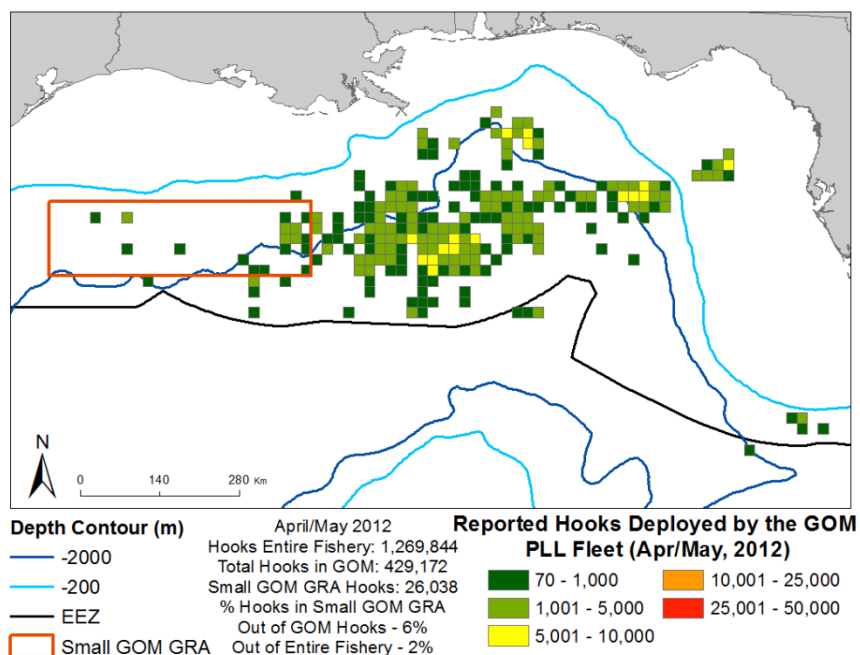 N
0 140 280 Km
Depth Contour (m)
-2000
-200
EEZ
Small GOM GRA
April/May 2012
Hooks Entire Fishery: 1,269,844
Total Hooks in GOM: 429,172
Small GOM GRA Hooks: 26,038
% Hooks in Small GOM GRA
Out of GOM Hooks - 6%
Out of Entire Fishery - 2%
Reported Hooks Deployed by the GOM
PLL Fleet (Apr/May, 2012)
70 - 1,000
1,001 - 5,000
5,001 - 10,000
10,001 - 25,000
25,001 - 50,000